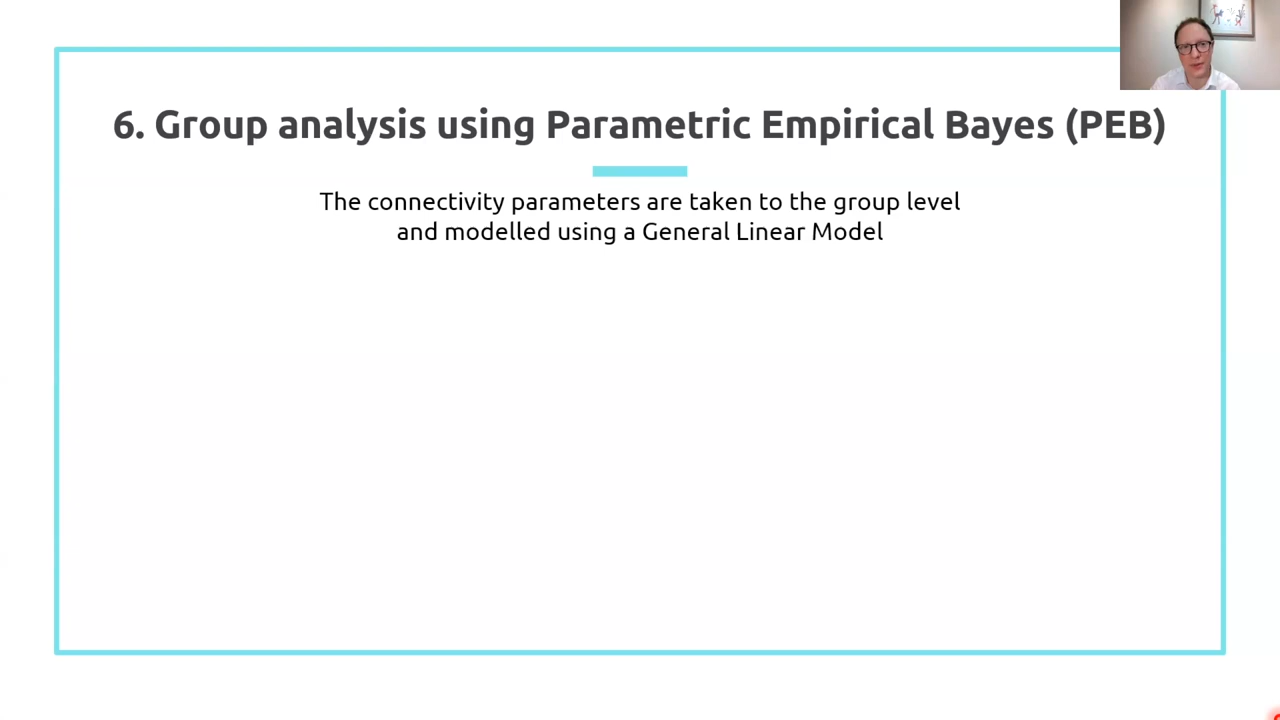 6. Group analysis using Parametric Empirical Bayes (PEB)
The connectivity parameters are taken to the group level
and modelled using a General Linear Model